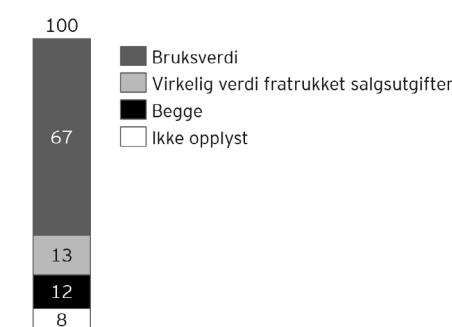 100
Bruksverdi
Virkelig verdi fratrukket salgsutgifter
Begge
Ikke opplyst
67
13
12
8